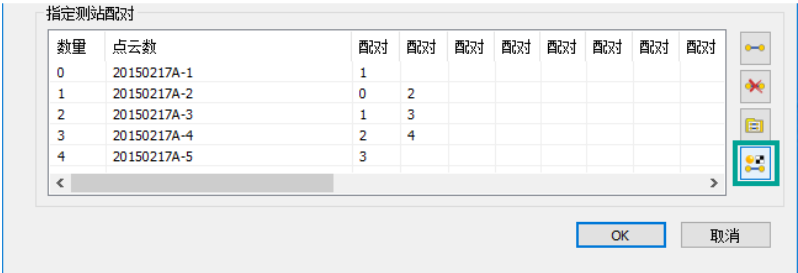 指定测站配对
数量 点云数 配对 配对 配对 配对 配对 配对 配对 配对
0 20150217A-1 1
1 20150217A-2 0 2
2 20150217A-3 1 3
3 20150217A-4 2 4
4 20150217A-5 3
OK 取消